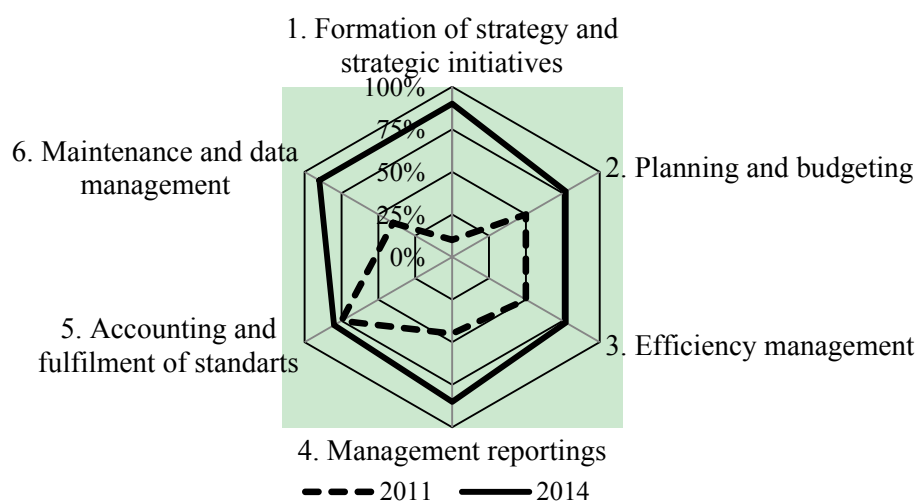 1. Formation of strategy and
strategic initiatives
100%
75%
50%
25%
0%
6. Maintenance and data
management
2. Planning and budgeting
5. Accounting and
fulfilment of standarts
3. Efficiency management
4. Management reportings
2011
2014